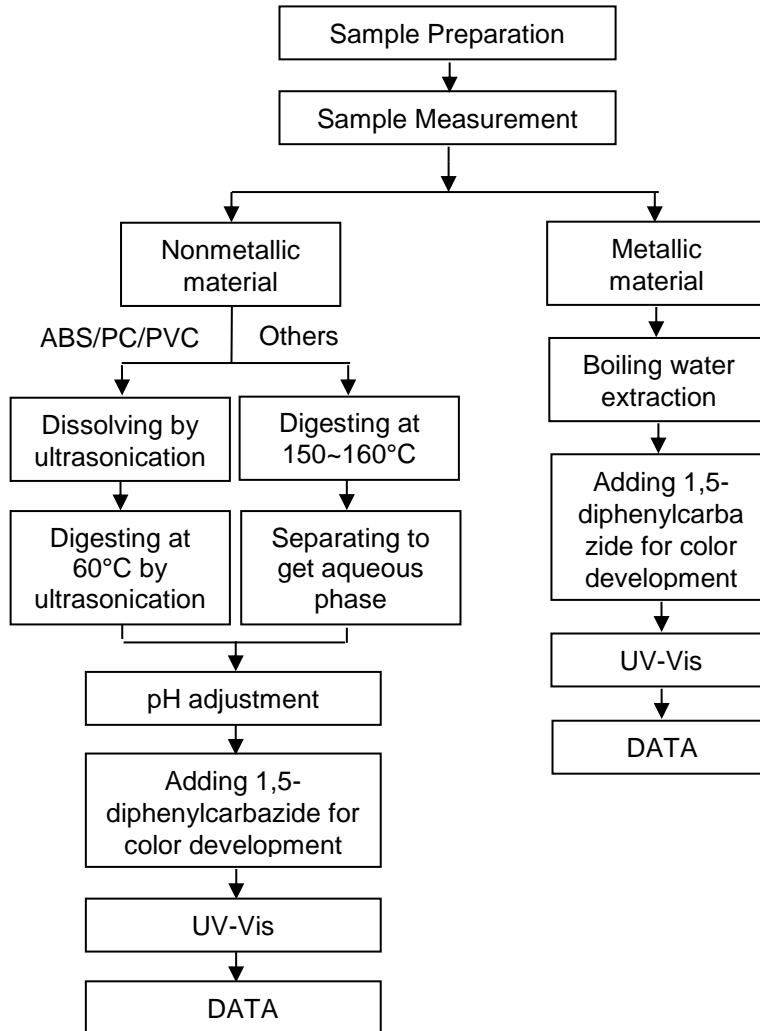 Sample Preparation
Sample Measurement
Nonmetallic
material
Metallic
material
ABS/PC/PVC
Others
Boiling water
extraction
Dissolving by
ultrasonication
Digesting at
150~160°C
Adding 1,5-
diphenylcarba
zide for color
development
Digesting at
60°C by
ultrasonication
Separating to
get aqueous
phase
UV-Vis
pH adjustment
DATA
Adding 1,5-
diphenylcarbazide for
color development
UV-Vis
DATA